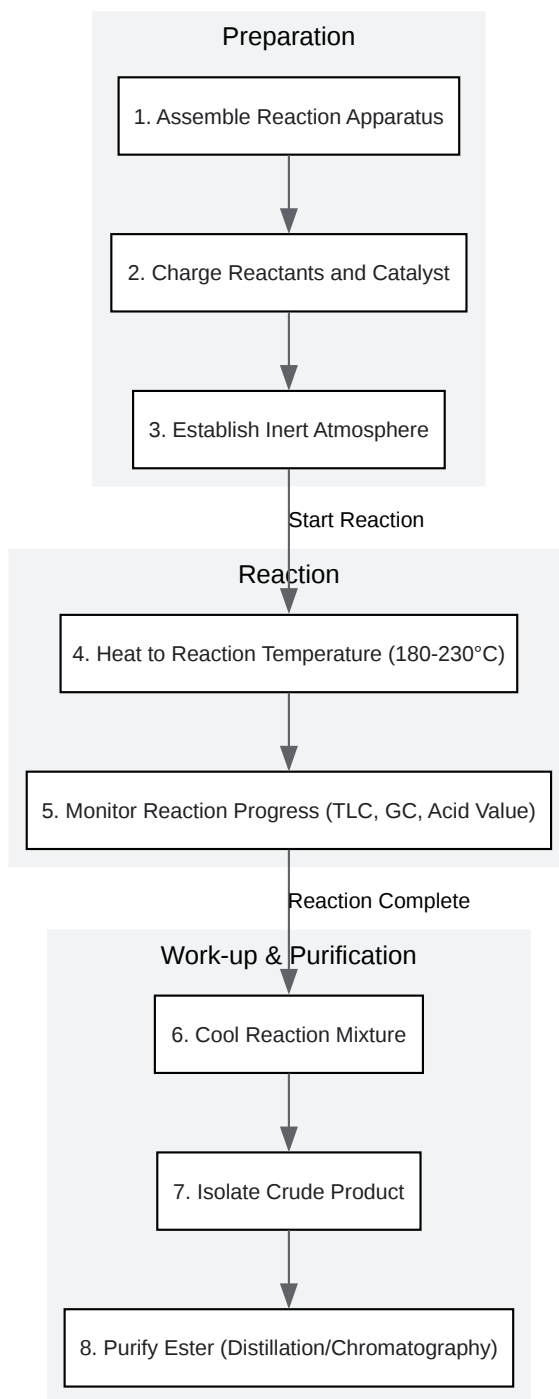 Preparation
1. Assemble Reaction Apparatus
2. Charge Reactants and Catalyst
3. Establish Inert Atmosphere
Start Reaction
Reaction
4. Heat to Reaction Temperature (180-230°C)
5. Monitor Reaction Progress (TLC, GC, Acid Value)
Reaction Complete
Work-up & Purification
6. Cool Reaction Mixture
7. Isolate Crude Product
8. Purify Ester (Distillation/Chromatography)